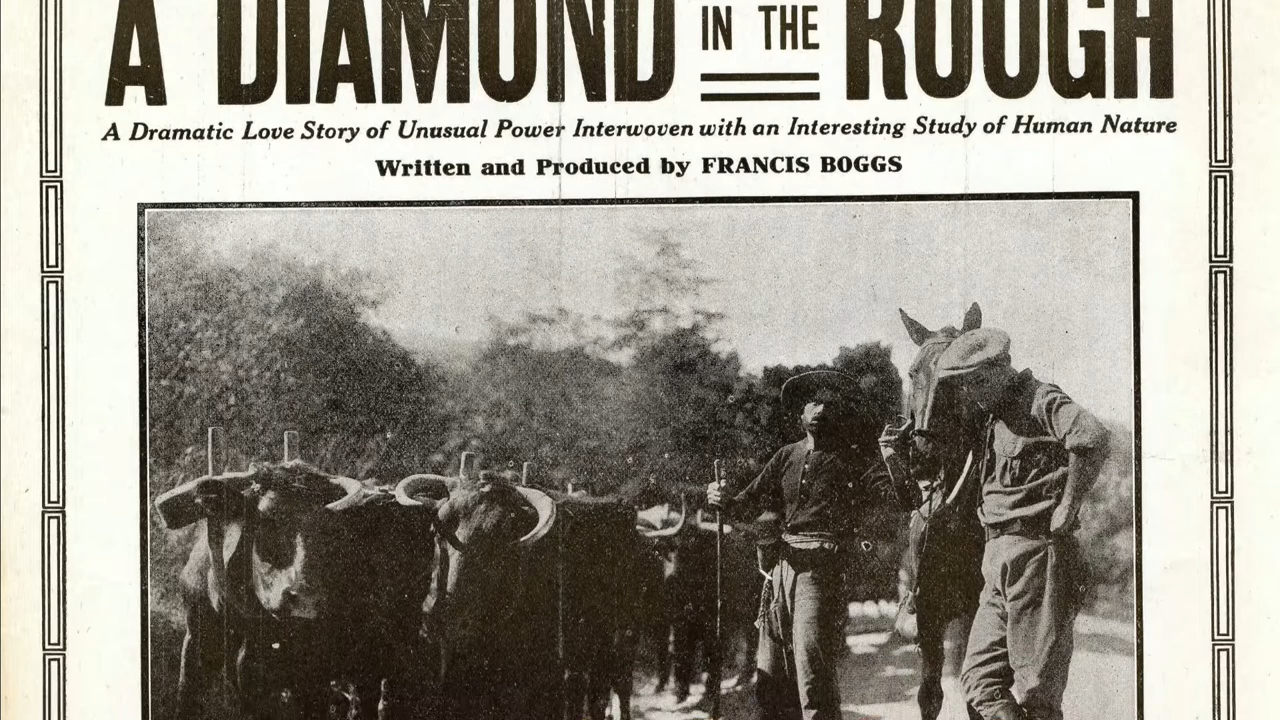 A DIAMOND IN THE ROUGH
A Dramatic Love Story of Unusual Power Interwoven with an Interesting Study of Human Nature
Written and Produced by FRANCIS BOGGS